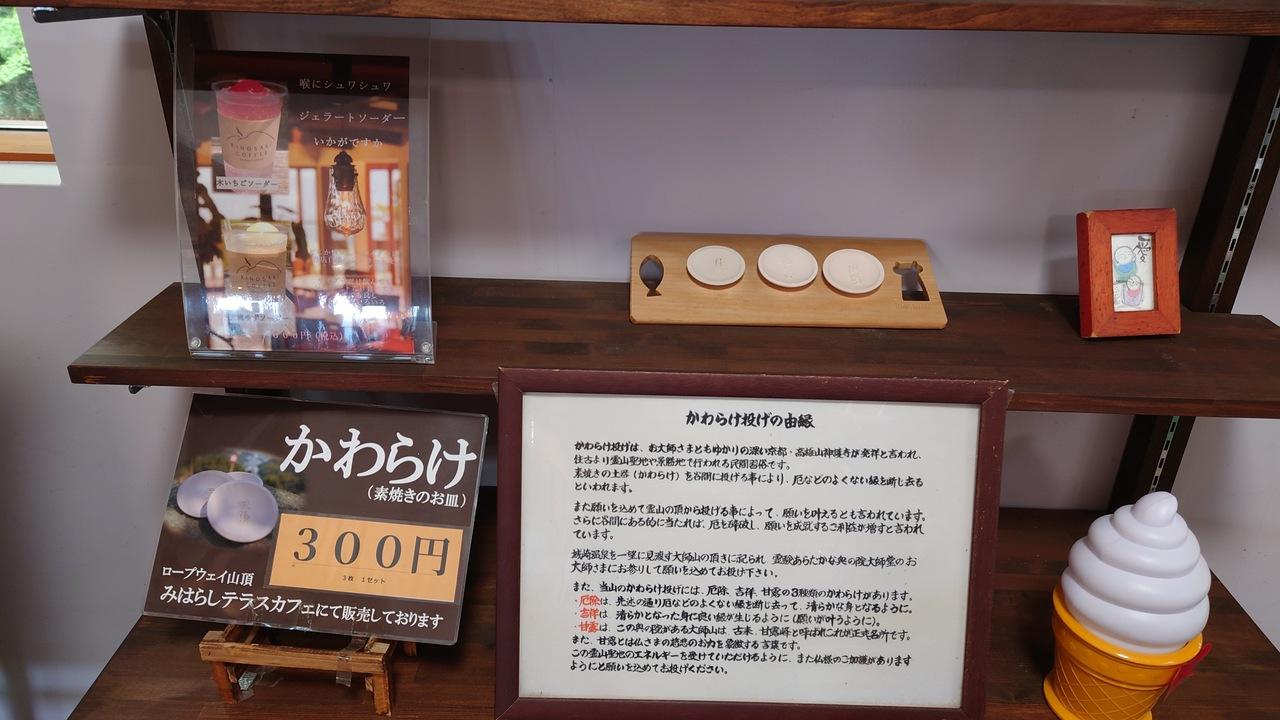 喉にシュワシュワ
ジェラートソーダー
いかがですか
KINOSAKI
COFFEE
木いちごソーダー
KINOSAKI
かわらけ
(素焼きのお皿)
300円
3枚 1セット
ロープウェイ山頂
みはらしテラスカフェにて販売しております
かわらけ投げの由縁
かわらけ投げは、お大師さまともゆかりの深い京都・高雄山神護寺が発祥と言われ、
往古より霊山聖地や景勝地で行われる民間習俗です。
素焼きの土器(かわらけ)を谷間に投げる事により、厄などのよくない縁を断し去る
といわれます。
また願いを込めて霊山の頂から投げる事によって、願いを叶えるとも言われています。
さらに谷間にある的に当たれば、厄を砕破し、願いを成就するご利益が増すと言われ
ています。
城崎温泉を一望に見渡す大師山の頂きに祀られ、霊験あらたかな奥の院大師堂のお
大師さまにお参りして願いを込めてお投げ下さい。
また、当山のかわらけ投げには、厄除、吉祥、甘露の3種類のかわらけがあります。
・厄除は、先述の通り厄などのよくない縁を断じ去って、清らかな身となるように。
・吉祥は、清らかとなった身に良い縁が生じるように(願いが叶うように)。
・甘露は、この奥の院がある大師山は、古来、甘露峰と呼ばれこれが正式名所です。
また、甘露とは仏さまの慈悲のお力を象徴する言葉です。
この霊山聖地のエネルギーを受けていただけるように、また仏様のご加護があります
ようにと願いを込めてお投げください。